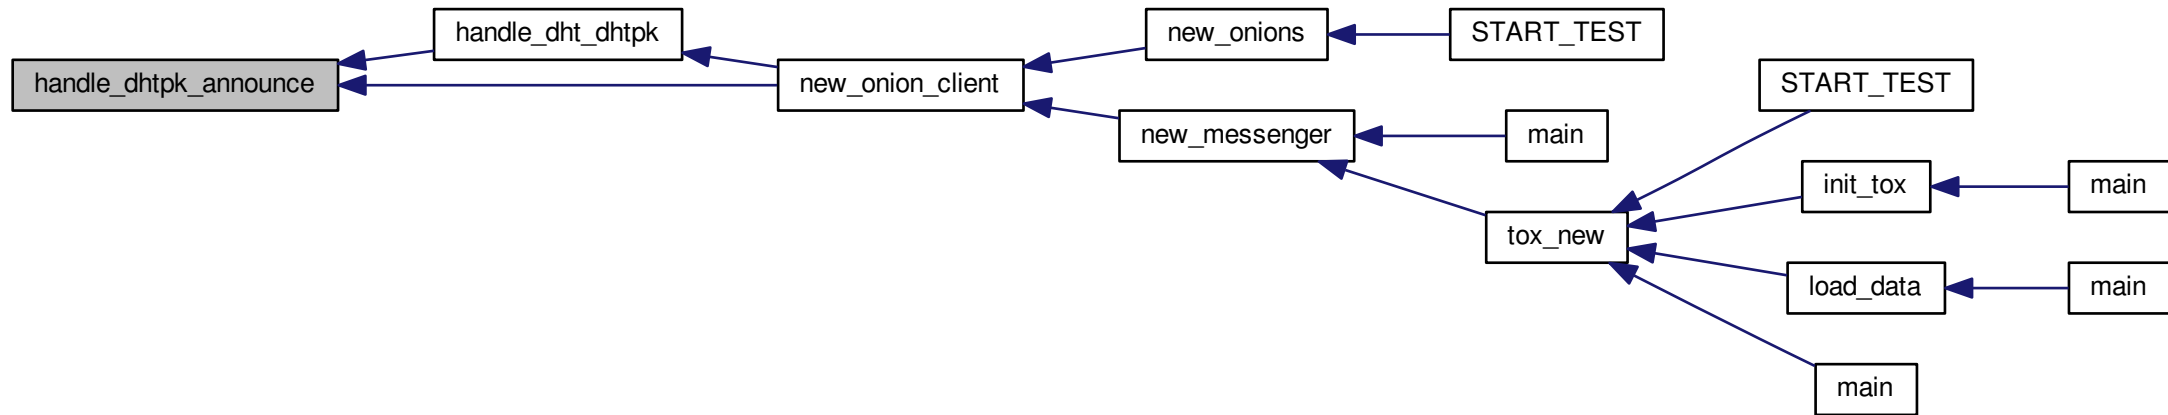 handle_dhtpk_announce
handle_dht_dhtpk
new_onion_client
new_onions
START_TEST
new_messenger
main
tox_new
START_TEST
init_tox
main
load_data
main
main